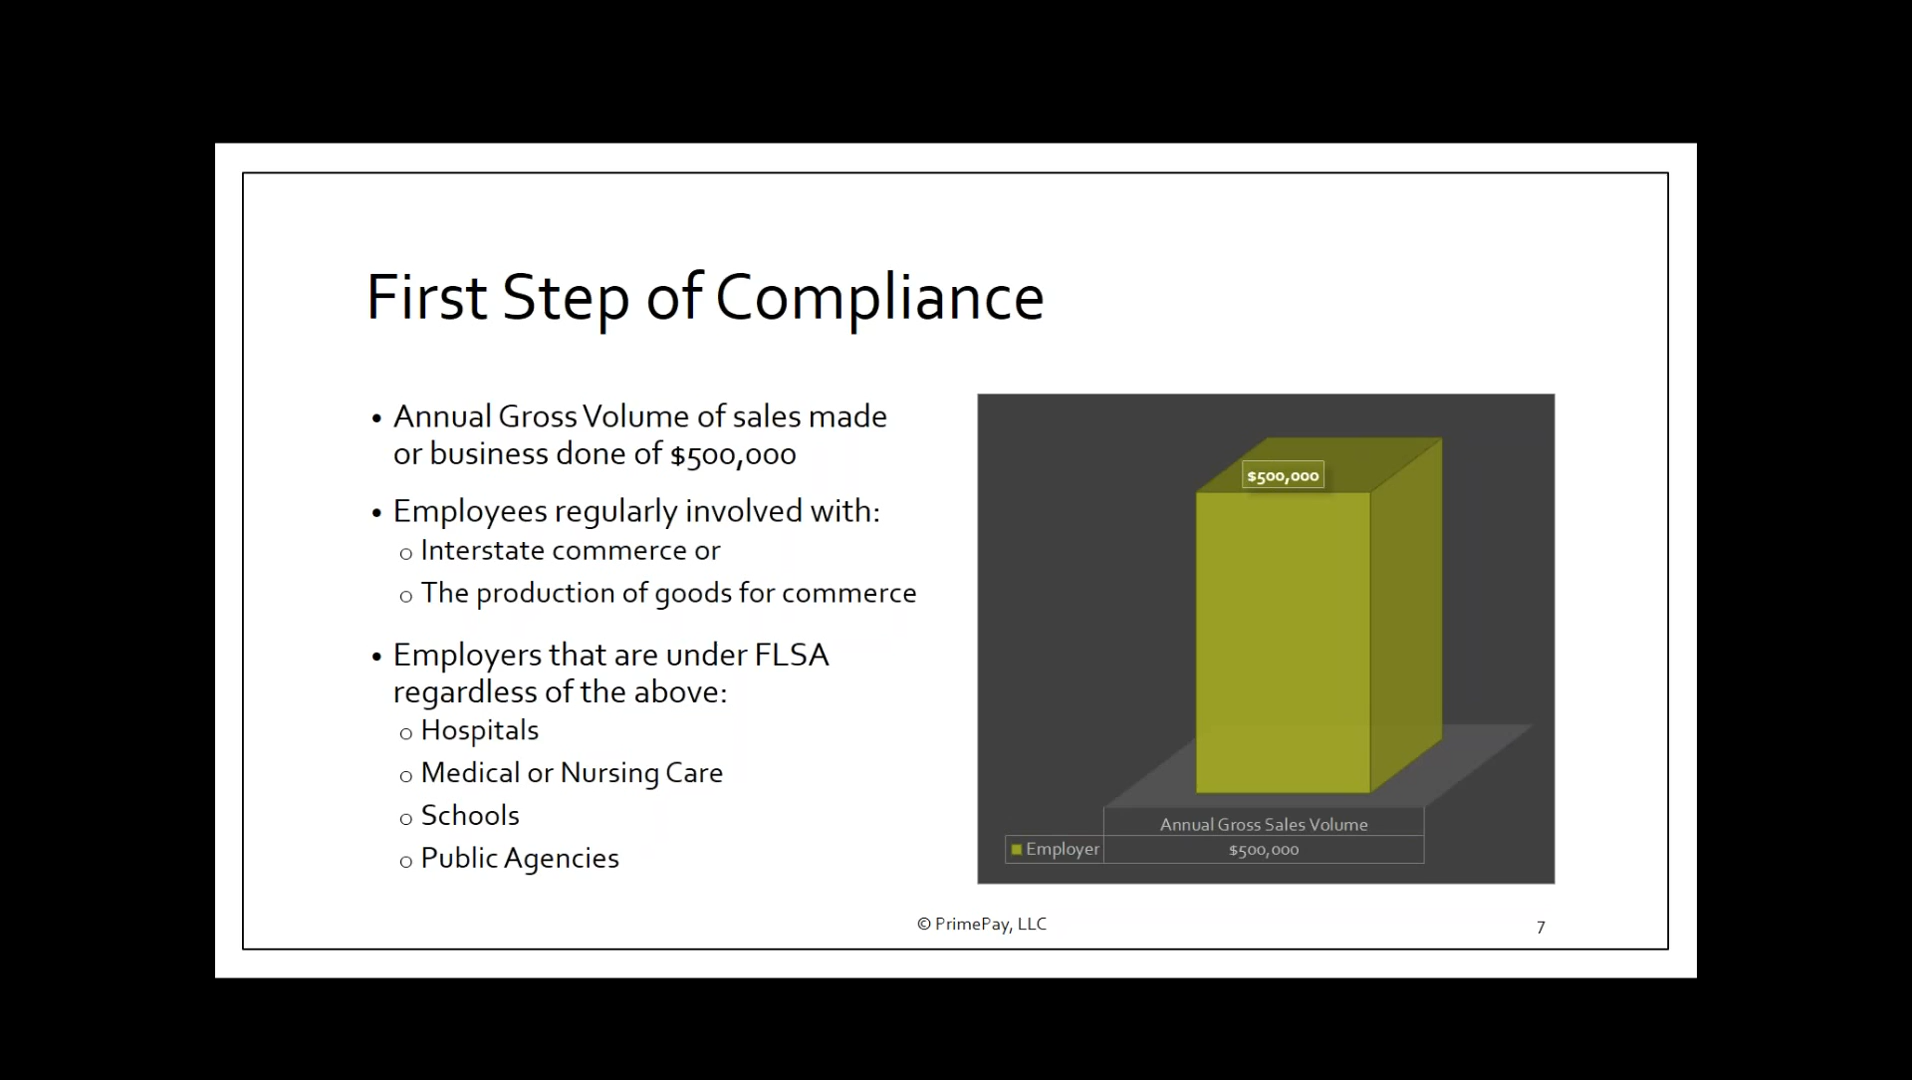 First Step of Compliance
• Annual Gross Volume of sales made
or business done of $500,000
• Employees regularly involved with:
o Interstate commerce or
o The production of goods for commerce
• Employers that are under FLSA
regardless of the above:
o Hospitals
o Medical or Nursing Care
o Schools
o Public Agencies
$500,000
Annual Gross Sales Volume
Employer $500,000
© PrimePay, LLC
7